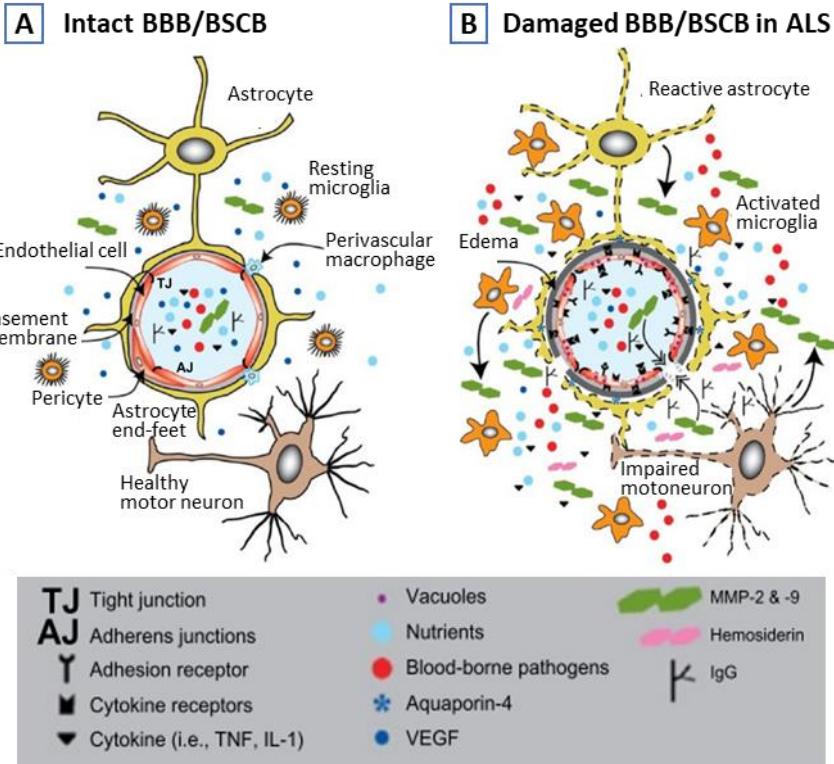 A Intact BBB/BSCB
B Damaged BBB/BSCB in ALS
Astrocyte
Resting
microglia
Perivascular
macrophage
Endothelial cell
TJ
asement
embrane
AJ
Pericyte
Astrocyte
end-feet
Healthy
motor neuron
Reactive astrocyte
Activated
microglia
Edema
Impaired
motoneuron
TJ Tight junction
AJ Adherens junctions
Adhesion receptor
Cytokine receptors
Cytokine (i.e., TNF, IL-1)
Vacuoles
Nutrients
Blood-borne pathogens
Aquaporin-4
VEGF
MMP-2 & -9
Hemosiderin
IgG